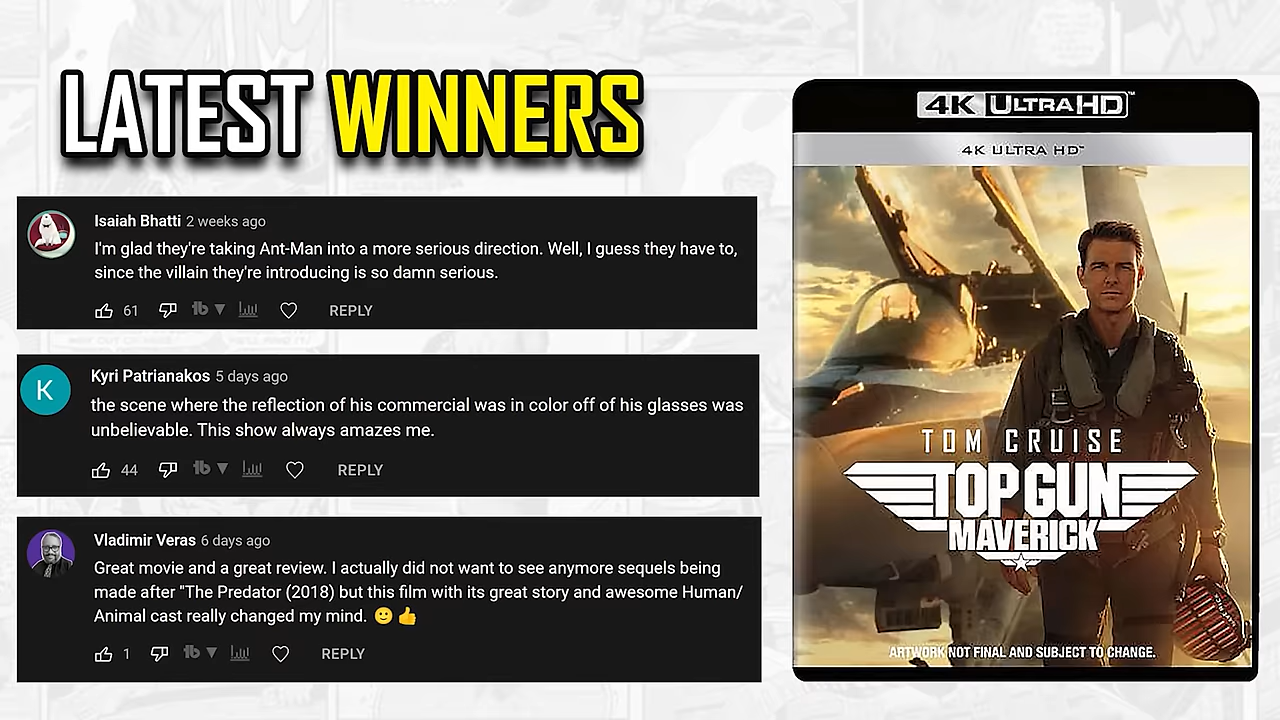 LATEST WINNERS
Isaiah Bhatti 2 weeks ago
I'm glad they're taking Ant-Man into a more serious direction. Well, I guess they have to,
since the villain they're introducing is so damn serious.
61 REPLY
Kyri Patrianakos 5 days ago
K
the scene where the reflection of his commercial was in color off of his glasses was
unbelievable. This show always amazes me.
44 REPLY
Vladimir Veras 6 days ago
Great movie and a great review. I actually did not want to see anymore sequels being
made after "The Predator (2018) but this film with its great story and awesome Human/
Animal cast really changed my mind. 🙂👍
1 REPLY
4K ULTRA HD™
4K ULTRA HD™
TOM CRUISE
TOP GUN
MAVERICK
ARTWORK NOT FINAL AND SUBJECT TO CHANGE.